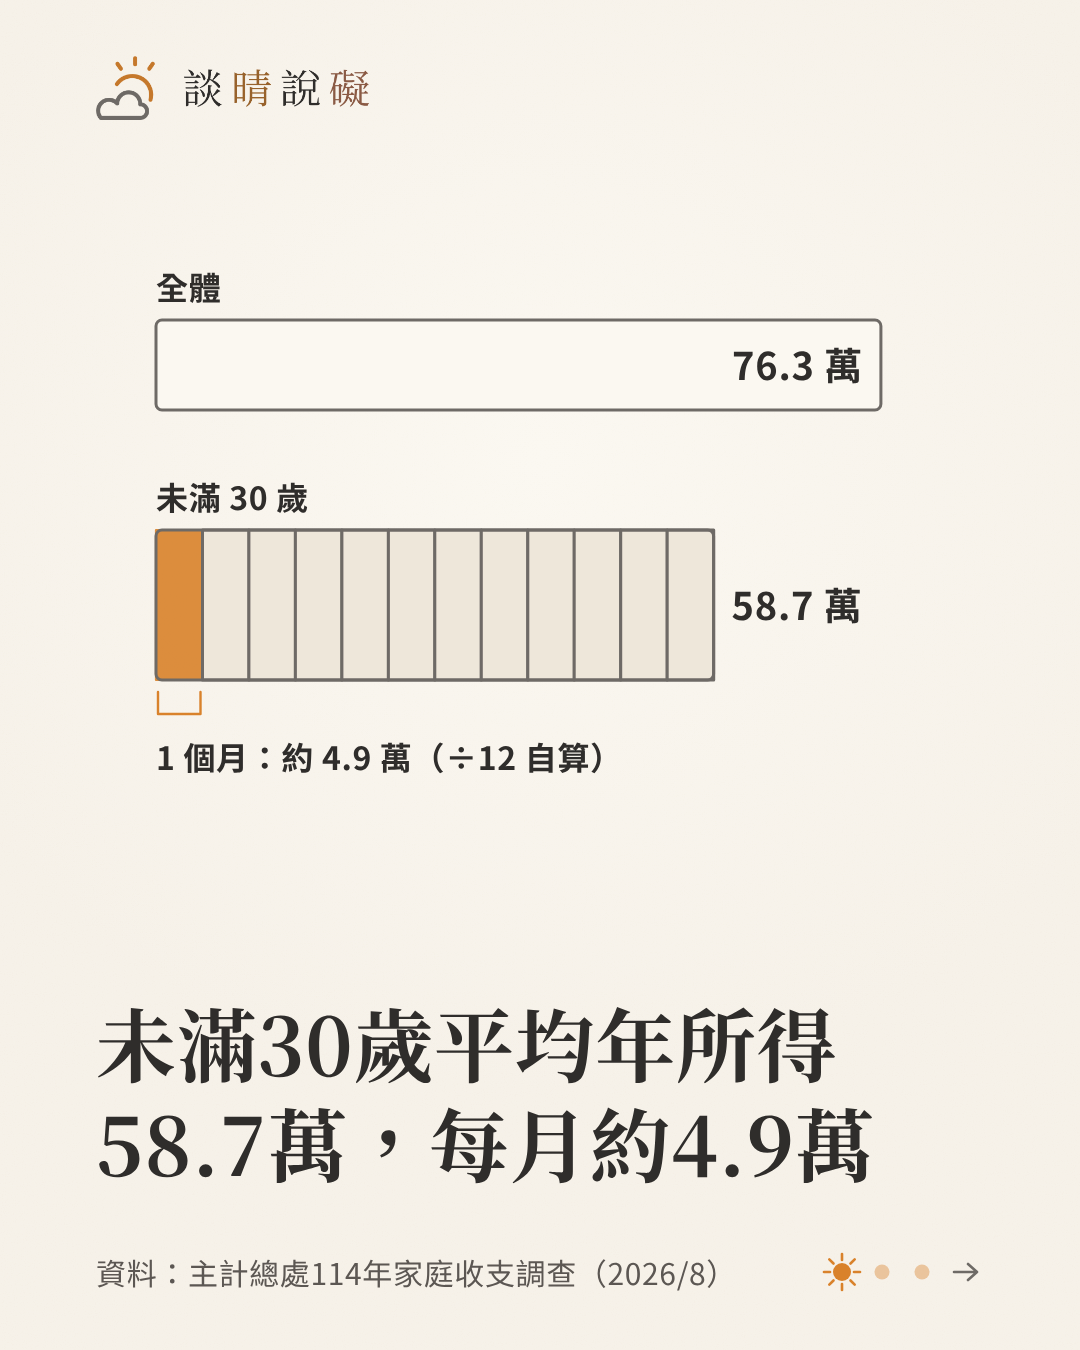 談晴說礙
全體
76.3 萬
未滿 30 歲
58.7 萬
1 個月：約 4.9 萬（÷12 自算）
未滿30歲平均年所得
58.7萬，每月約4.9萬
資料：主計總處114年家庭收支調查（2026/8）